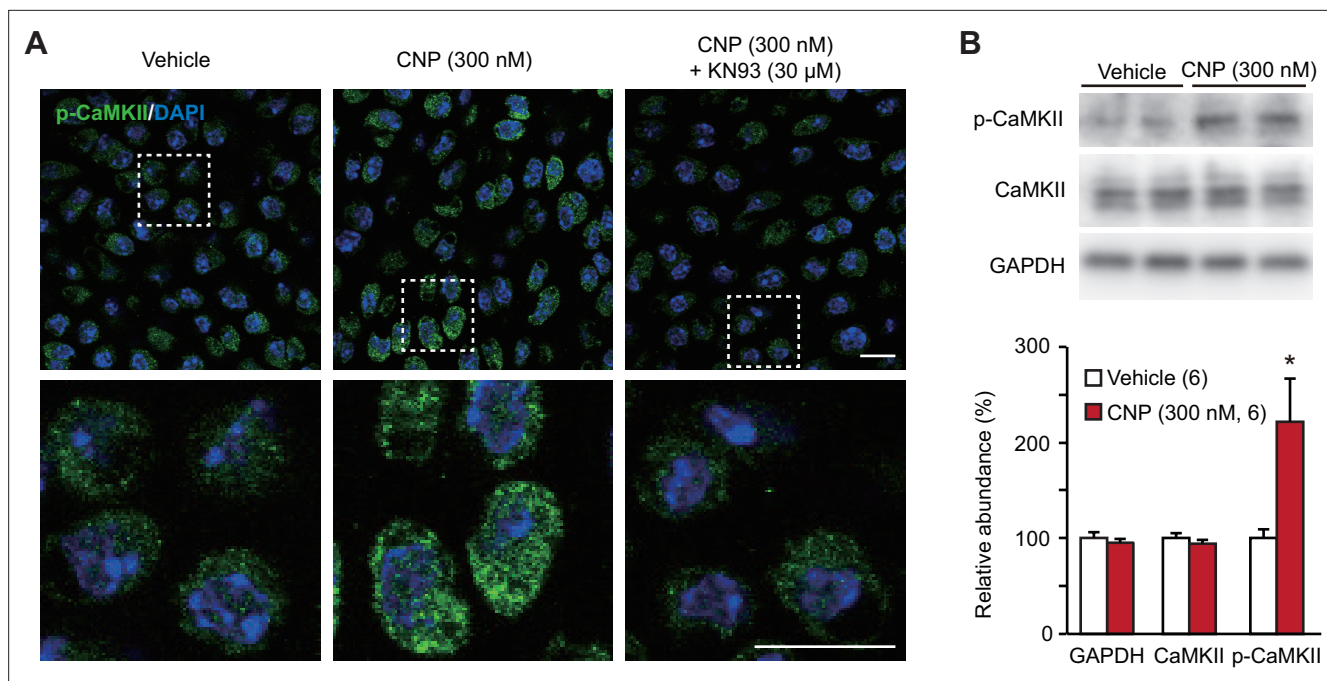 A
Vehicle
CNP (300 nM)
CNP (300 nM)
+ KN93 (30 µM)
p-CaMKII/DAPI
B
Vehicle CNP (300 nM)
p-CaMKII
CaMKII
GAPDH
300
200
100
0
Relative abundance (%)
*
Vehicle (6)
CNP (300 nM, 6)
GAPDH CaMKII p-CaMKII